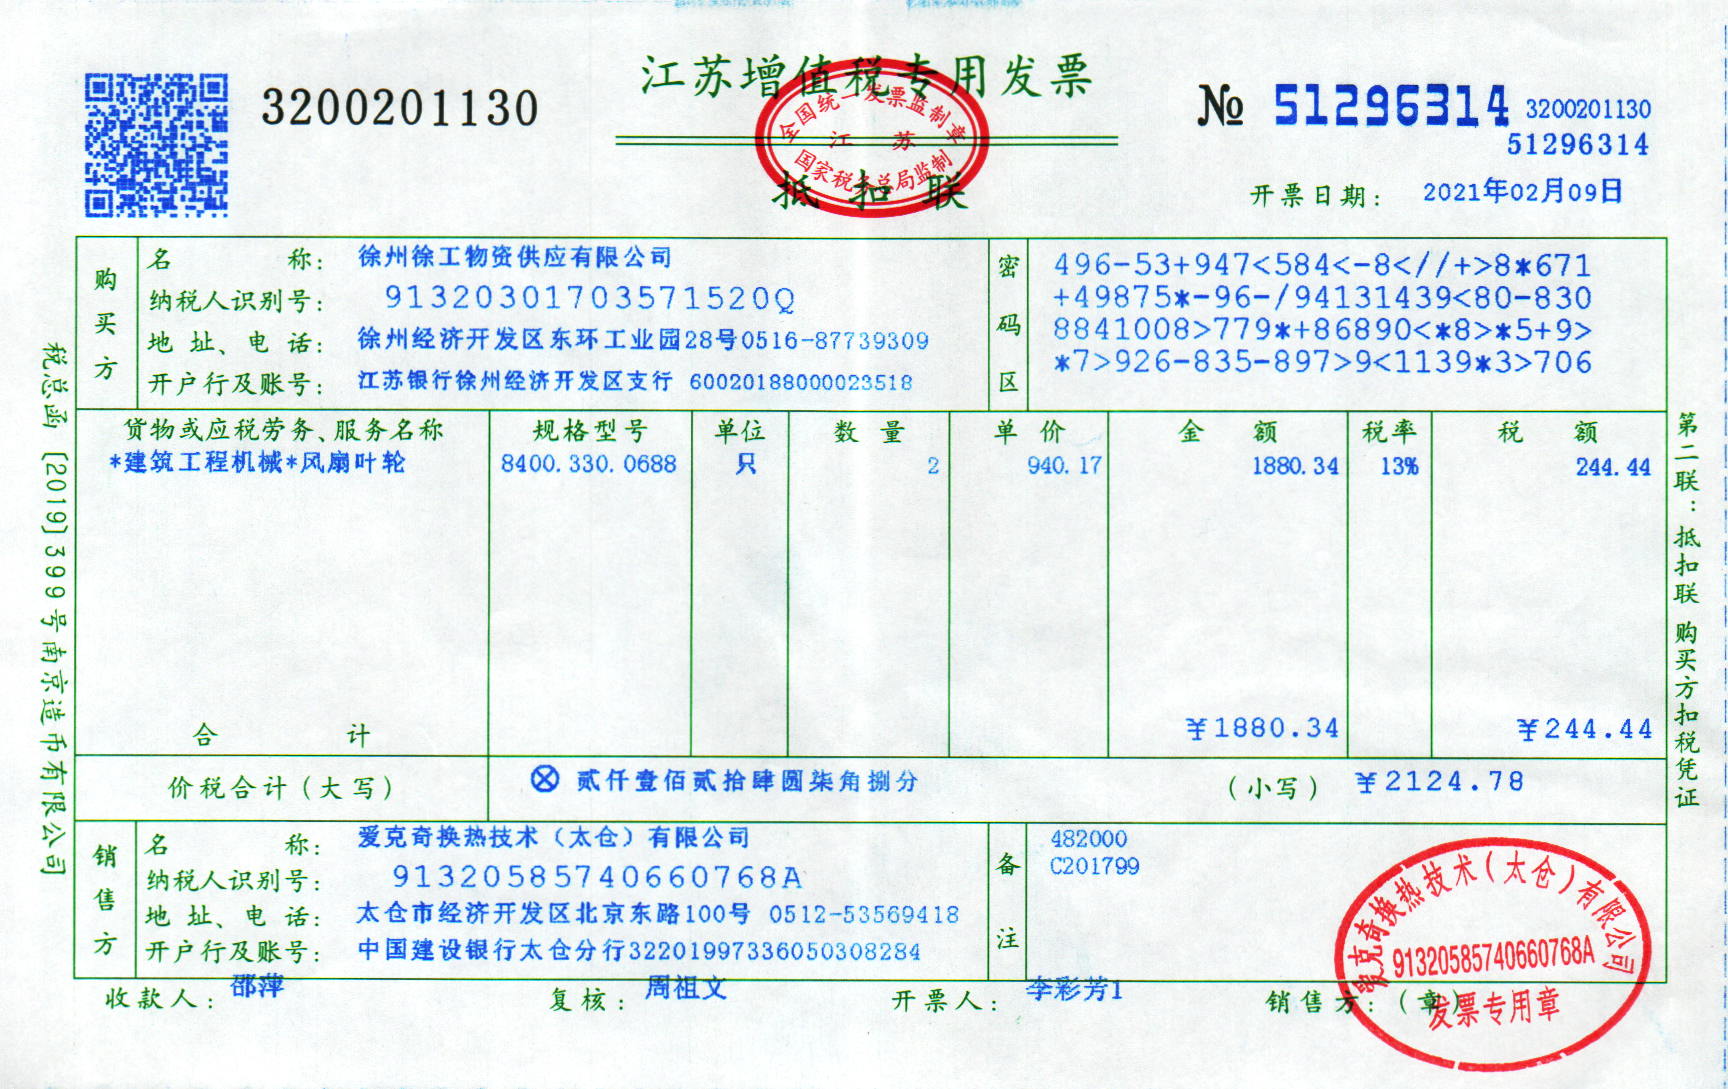 江苏增值税专用发票
3200201130
№ 51296314 3200201130
51296314
全国统一发票监制章
江 苏
国家税务总局监制
抵扣联
开票日期: 2021年02月09日
购买方
名 称: 徐州徐工物资供应有限公司
纳税人识别号: 91320301703571520Q
地 址、电 话: 徐州经济开发区东环工业园28号0516-87739309
开户行及账号: 江苏银行徐州经济开发区支行 60020188000023518
密码区
496-53+947<584<-8<//+>8*671
+49875*-96-/94131439<80-830
8841008>779*+86890<*8>*5+9>
*7>926-835-897>9<1139*3>706
货物或应税劳务、服务名称 规格型号 单位 数 量 单 价 金 额 税率 税 额
*建筑工程机械*风扇叶轮 8400.330.0688 只 2 940.17 1880.34 13% 244.44
合 计 ¥1880.34 ¥244.44
价税合计(大写) ⊗ 贰仟壹佰贰拾肆圆柒角捌分 (小写) ¥2124.78
销售方
名 称: 爱克奇换热技术(太仓)有限公司
纳税人识别号: 91320585740660768A
地 址、电 话: 太仓市经济开发区北京东路100号 0512-53569418
开户行及账号: 中国建设银行太仓分行32201997336050308284
备注
482000
C201799
收款人: 邵萍 复核: 周祖文 开票人: 李彩芳1 销售方:(章)
爱克奇换热技术(太仓)有限公司
91320585740660768A
发票专用章
税总函[2019]3999号南京造币有限公司
第二联:抵扣联 购买方扣税凭证